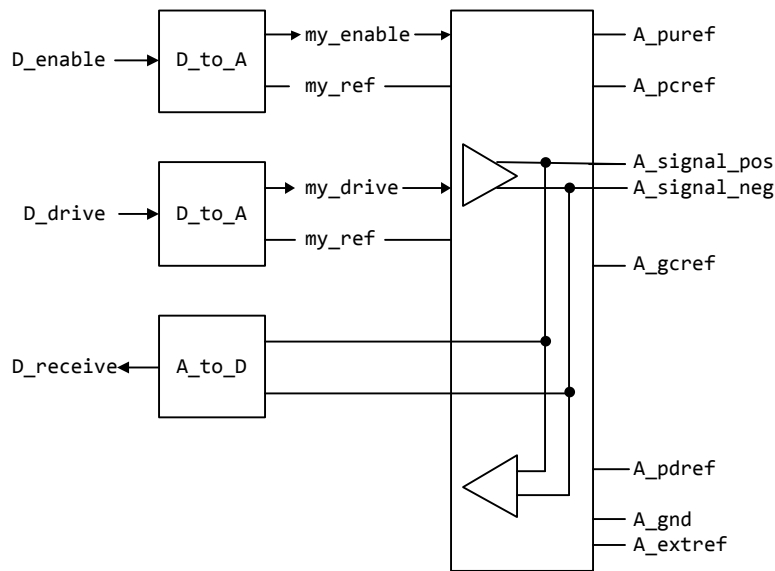 my_enable
A_puref
D_enable
D_to_A
my_ref
A_pcref
A_signal_pos
my_drive
A_signal_neg
D_drive
D_to_A
my_ref
A_gcref
D_receive
A_to_D
A_pdref
A_gnd
A_extref